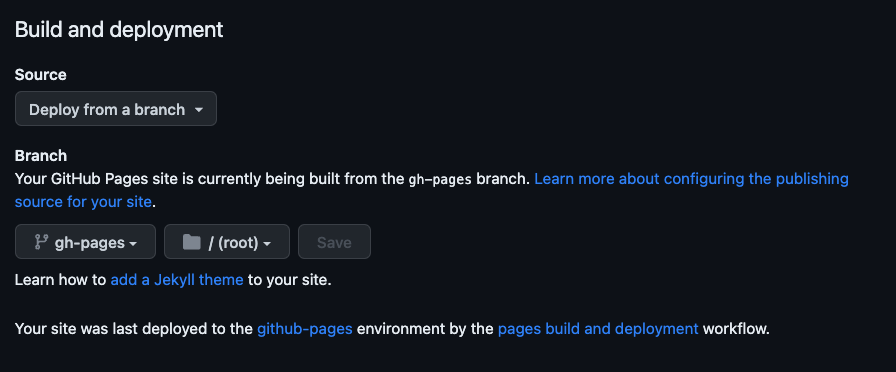 Build and deployment
Source
Deploy from a branch
Branch
Your GitHub Pages site is currently being built from the gh-pages branch. Learn more about configuring the publishing
source for your site.
gh-pages / (root) Save
Learn how to add a Jekyll theme to your site.
Your site was last deployed to the github-pages environment by the pages build and deployment workflow.